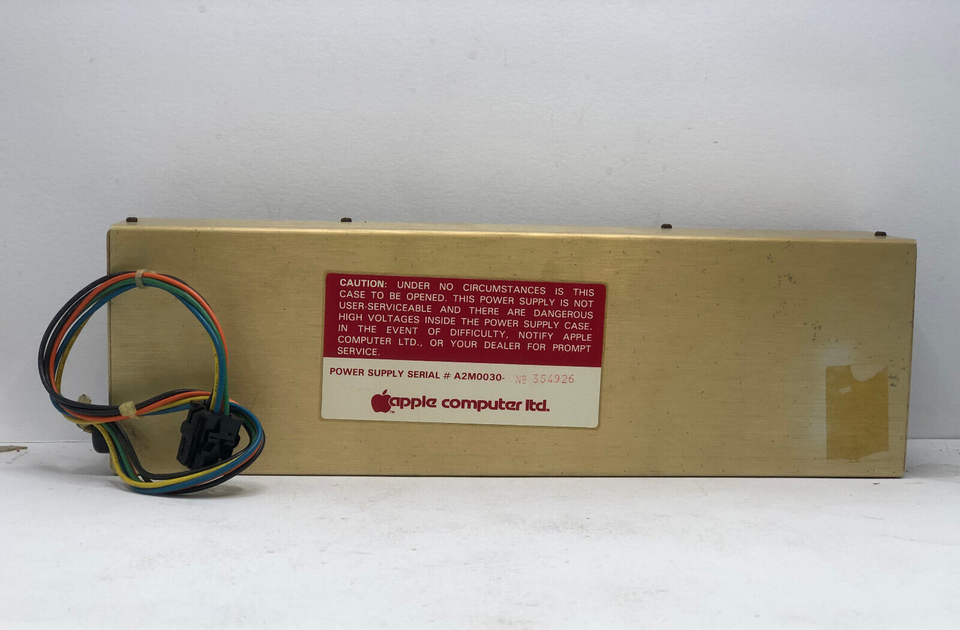 CAUTION: UNDER NO CIRCUMSTANCES IS THIS
CASE TO BE OPENED. THIS POWER SUPPLY IS NOT
USER-SERVICEABLE AND THERE ARE DANGEROUS
HIGH VOLTAGES INSIDE THE POWER SUPPLY CASE.
IN THE EVENT OF DIFFICULTY, NOTIFY APPLE
COMPUTER LTD., OR YOUR DEALER FOR PROMPT
SERVICE.
POWER SUPPLY SERIAL # A2M0030- Nº 354926
apple computer ltd.